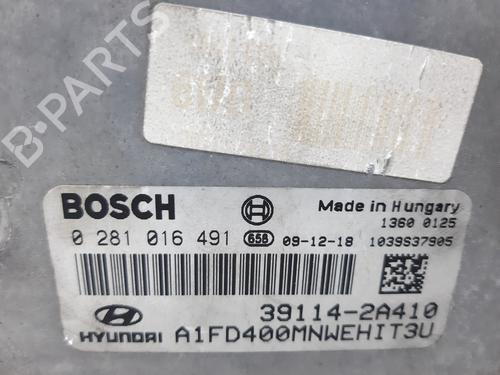 B-PARTS
BOSCH
Made in Hungary
1360 0125
0 281 016 491 656 09-12-18 1039S37905
39114-2A410
HYUNDAI A1FD400MNWEHIT3U